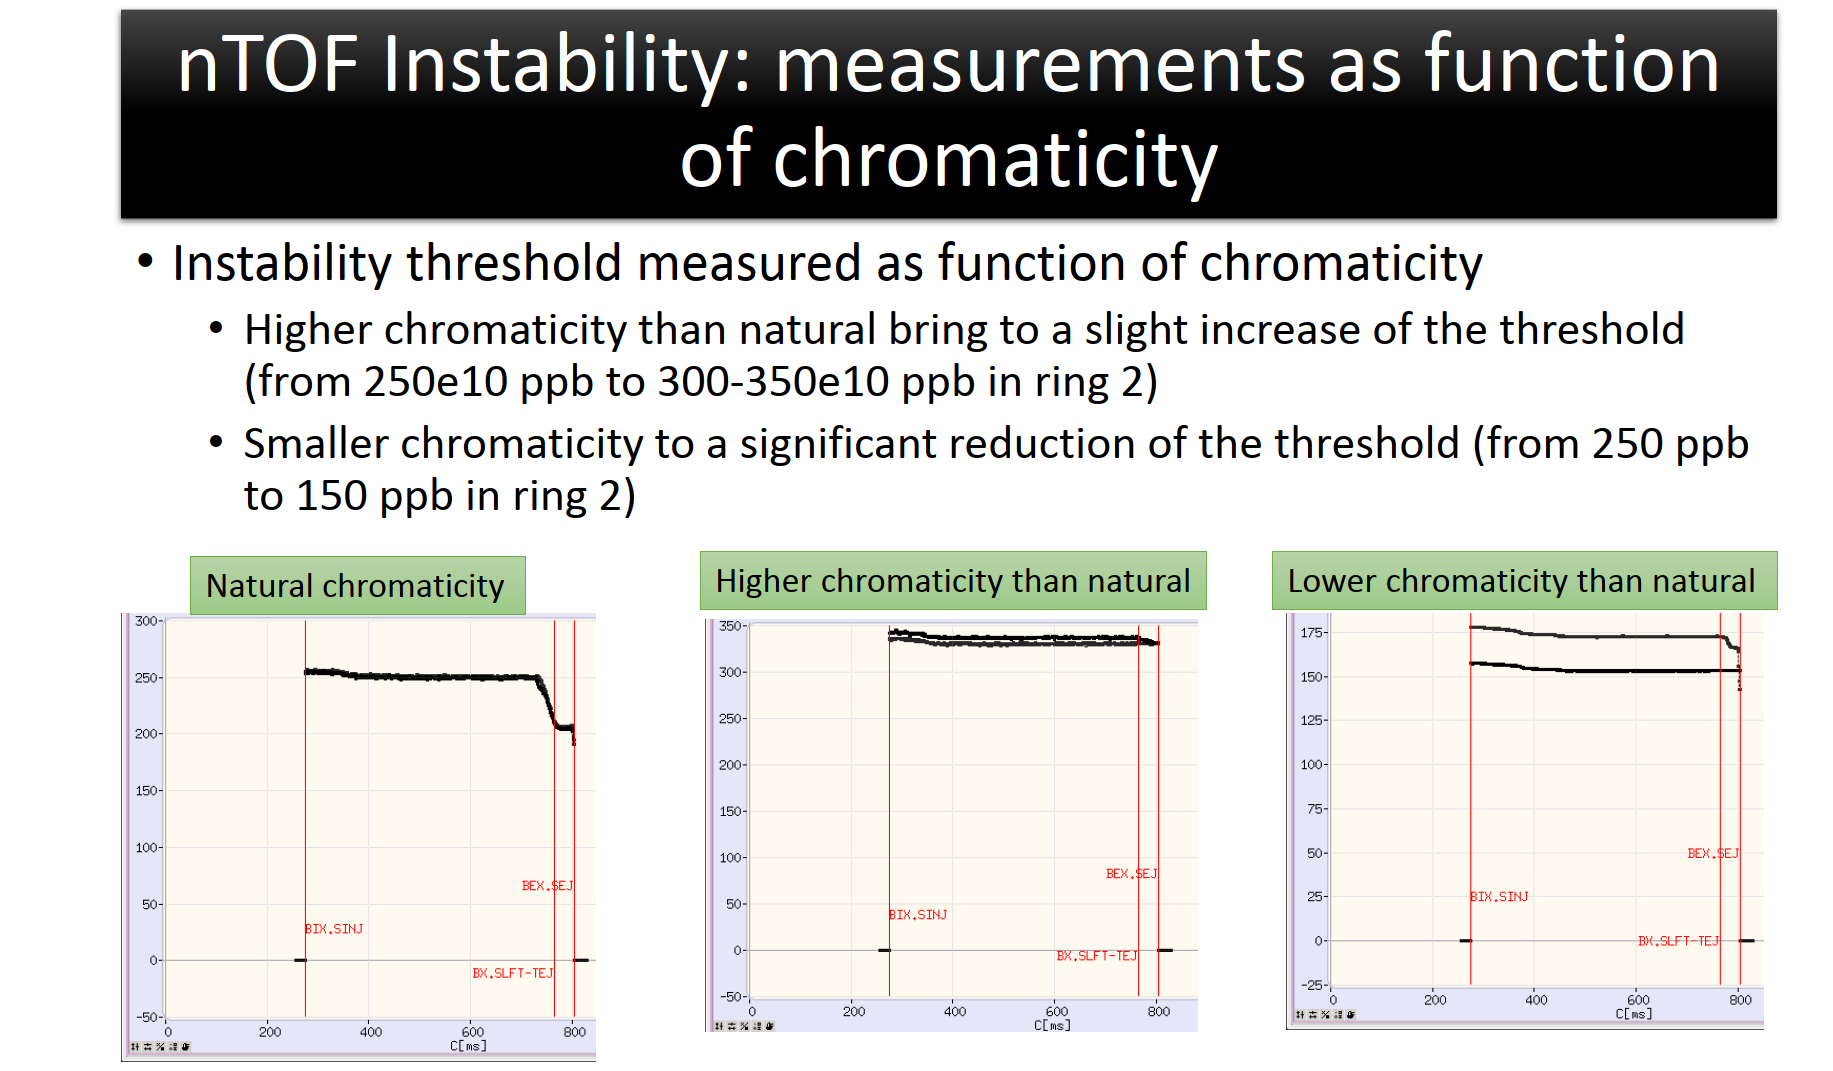 nTOF Instability: measurements as function
of chromaticity
• Instability threshold measured as function of chromaticity
• Higher chromaticity than natural bring to a slight increase of the threshold
(from 250e10 ppb to 300-350e10 ppb in ring 2)
• Smaller chromaticity to a significant reduction of the threshold (from 250 ppb
to 150 ppb in ring 2)
Natural chromaticity
300
250
200
150
100
50
0
-50
BEX.SEJ
BIX.SINJ
BX.SLFT-TEJ
0 200 400 600 800
C[ms]
Higher chromaticity than natural
350
300
250
200
150
100
50
0
-50
BEX.SEJ
BIX.SINJ
BX.SLFT-TEJ
0 200 400 600 800
C[ms]
Lower chromaticity than natural
175
150
125
100
75
50
25
0
-25
BEX.SEJ
BIX.SINJ
BX.SLFT-TEJ
0 200 400 600 800
C[ms]